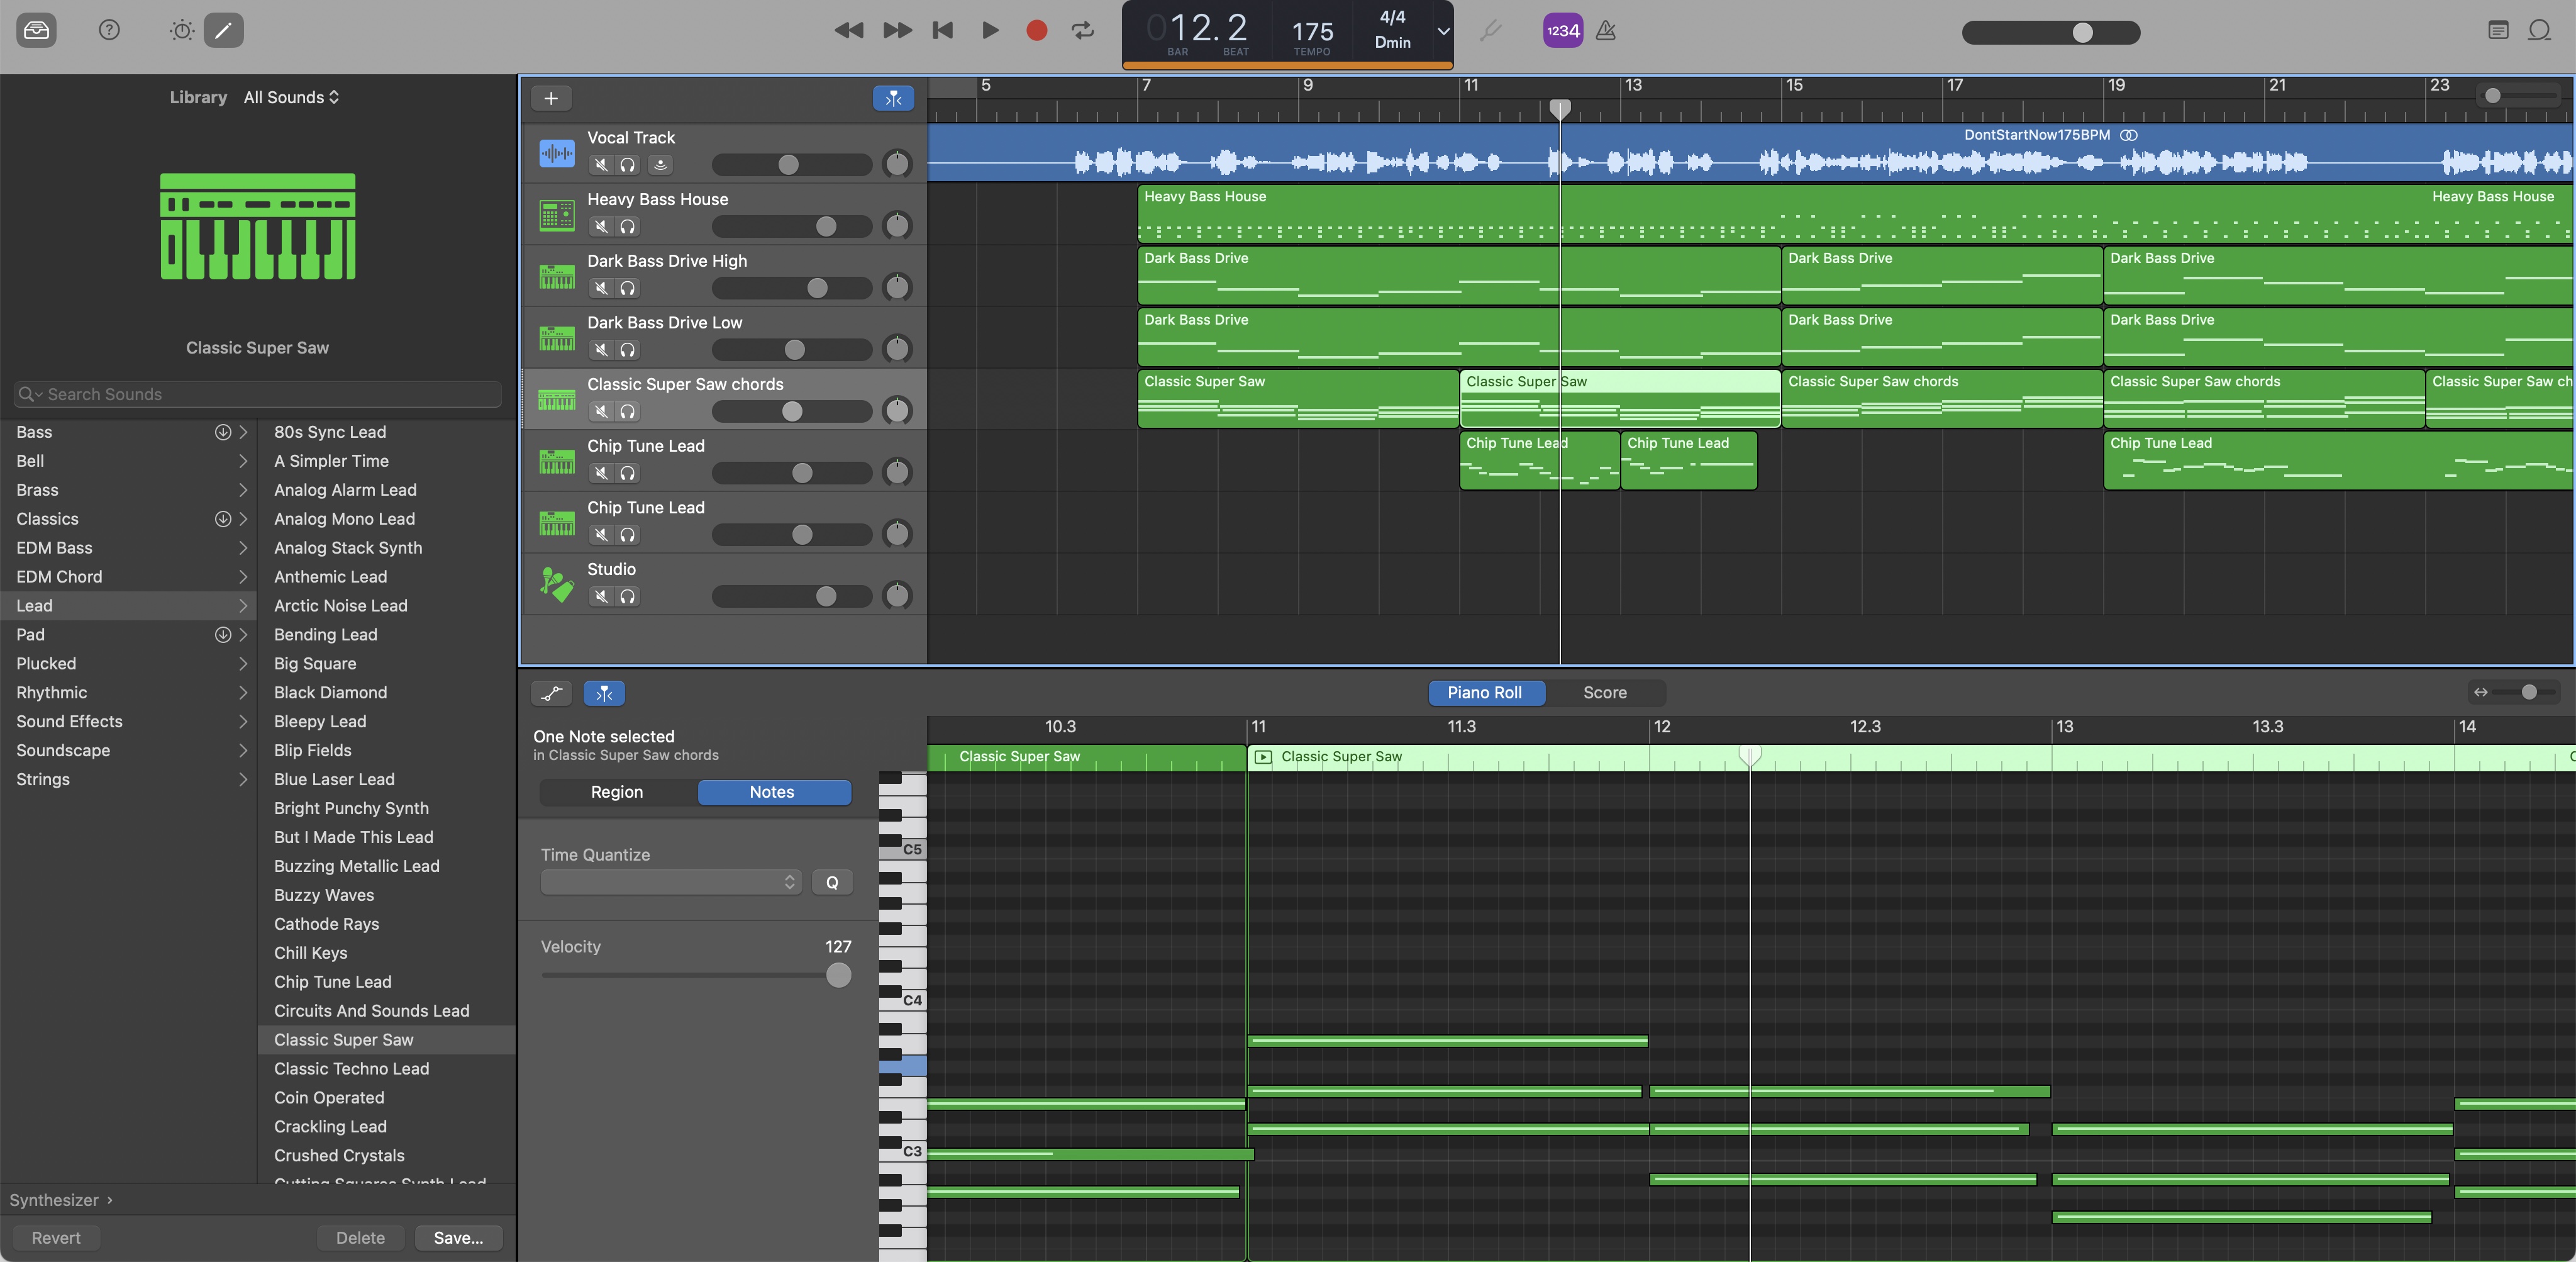 012.2
BAR
BEAT
175
TEMPO
4/4
Dmin
1234
Library
All Sounds
Classic Super Saw
Search Sounds
Bass
Bell
Brass
Classics
EDM Bass
EDM Chord
Lead
Pad
Plucked
Rhythmic
Sound Effects
Soundscape
Strings
80s Sync Lead
A Simpler Time
Analog Alarm Lead
Analog Mono Lead
Analog Stack Synth
Anthemic Lead
Arctic Noise Lead
Bending Lead
Big Square
Black Diamond
Bleepy Lead
Blip Fields
Blue Laser Lead
Bright Punchy Synth
But I Made This Lead
Buzzing Metallic Lead
Buzzy Waves
Cathode Rays
Chill Keys
Chip Tune Lead
Circuits And Sounds Lead
Classic Super Saw
Classic Techno Lead
Coin Operated
Crackling Lead
Crushed Crystals
Cutting Squares Synth Lead
Synthesizer ›
Revert
Delete
Save...
5 7 9 11 13 15 17 19 21 23
Vocal Track
DontStartNow175BPM
Heavy Bass House
Heavy Bass House
Heavy Bass House
Dark Bass Drive High
Dark Bass Drive
Dark Bass Drive
Dark Bass Drive
Dark Bass Drive Low
Dark Bass Drive
Dark Bass Drive
Dark Bass Drive
Classic Super Saw chords
Classic Super Saw
Classic Super Saw
Classic Super Saw chords
Classic Super Saw chords
Classic Super Saw ch
Chip Tune Lead
Chip Tune Lead
Chip Tune Lead
Chip Tune Lead
Chip Tune Lead
Studio
Piano Roll
Score
10.3 11 11.3 12 12.3 13 13.3 14
One Note selected
in Classic Super Saw chords
Classic Super Saw
Classic Super Saw
C
Region
Notes
Time Quantize
Q
Velocity
127
C5
C4
C3